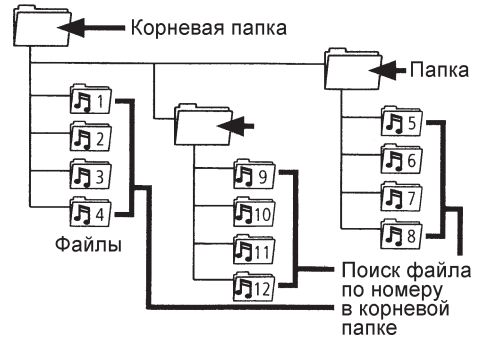 Корневая папка
Папка
1
2
3
4
Файлы
5
6
7
8
9
10
11
12
Поиск файла
по номеру
в корневой
папке